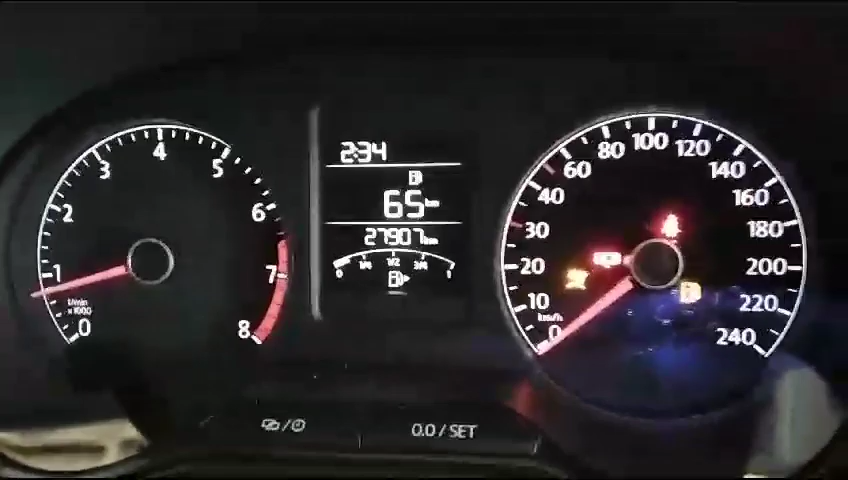 2:34
65 km
27907 km
0 1/4 1/2 3/4 1
0 1 2 3 4 5 6 7 8
1/min
x1000
0 10 20 30 40 60 80 100 120 140 160 180 200 220 240
km/h
0.0 / SET